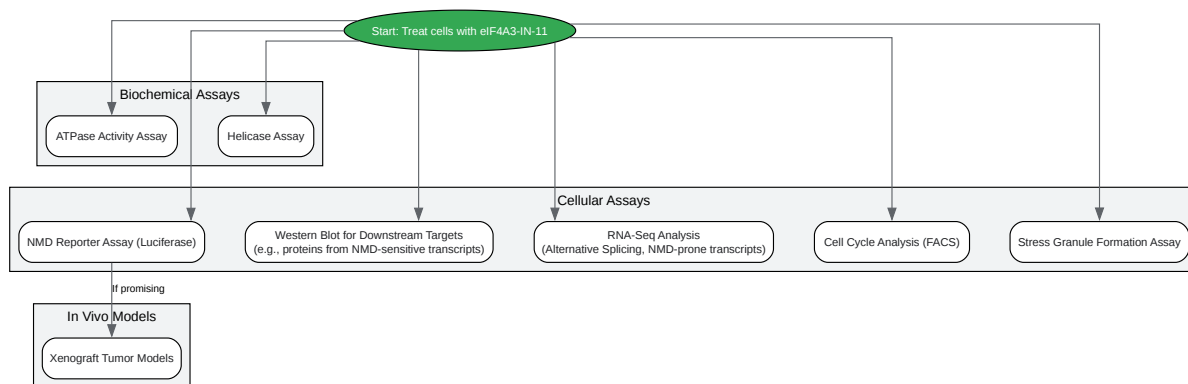 Start: Treat cells with eIF4A3-IN-11
Biochemical Assays
ATPase Activity Assay
Helicase Assay
Cellular Assays
NMD Reporter Assay (Luciferase)
Western Blot for Downstream Targets
(e.g., proteins from NMD-sensitive transcripts)
RNA-Seq Analysis
(Alternative Splicing, NMD-prone transcripts)
Cell Cycle Analysis (FACS)
Stress Granule Formation Assay
If promising
In Vivo Models
Xenograft Tumor Models